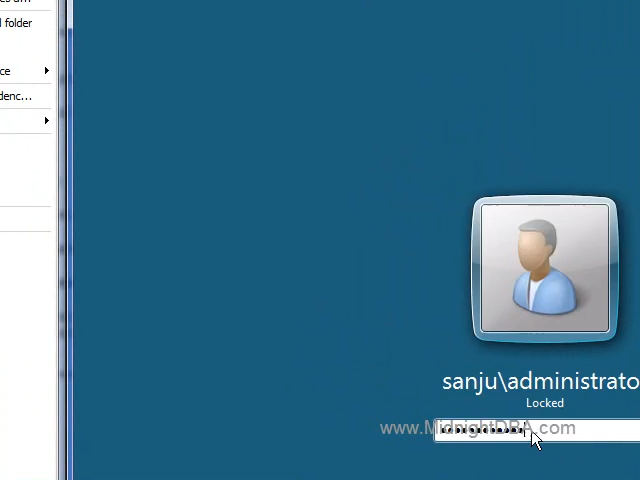 l folder
ce
denc...
sanju\administrato
Locked
www.MidnightDBA.com